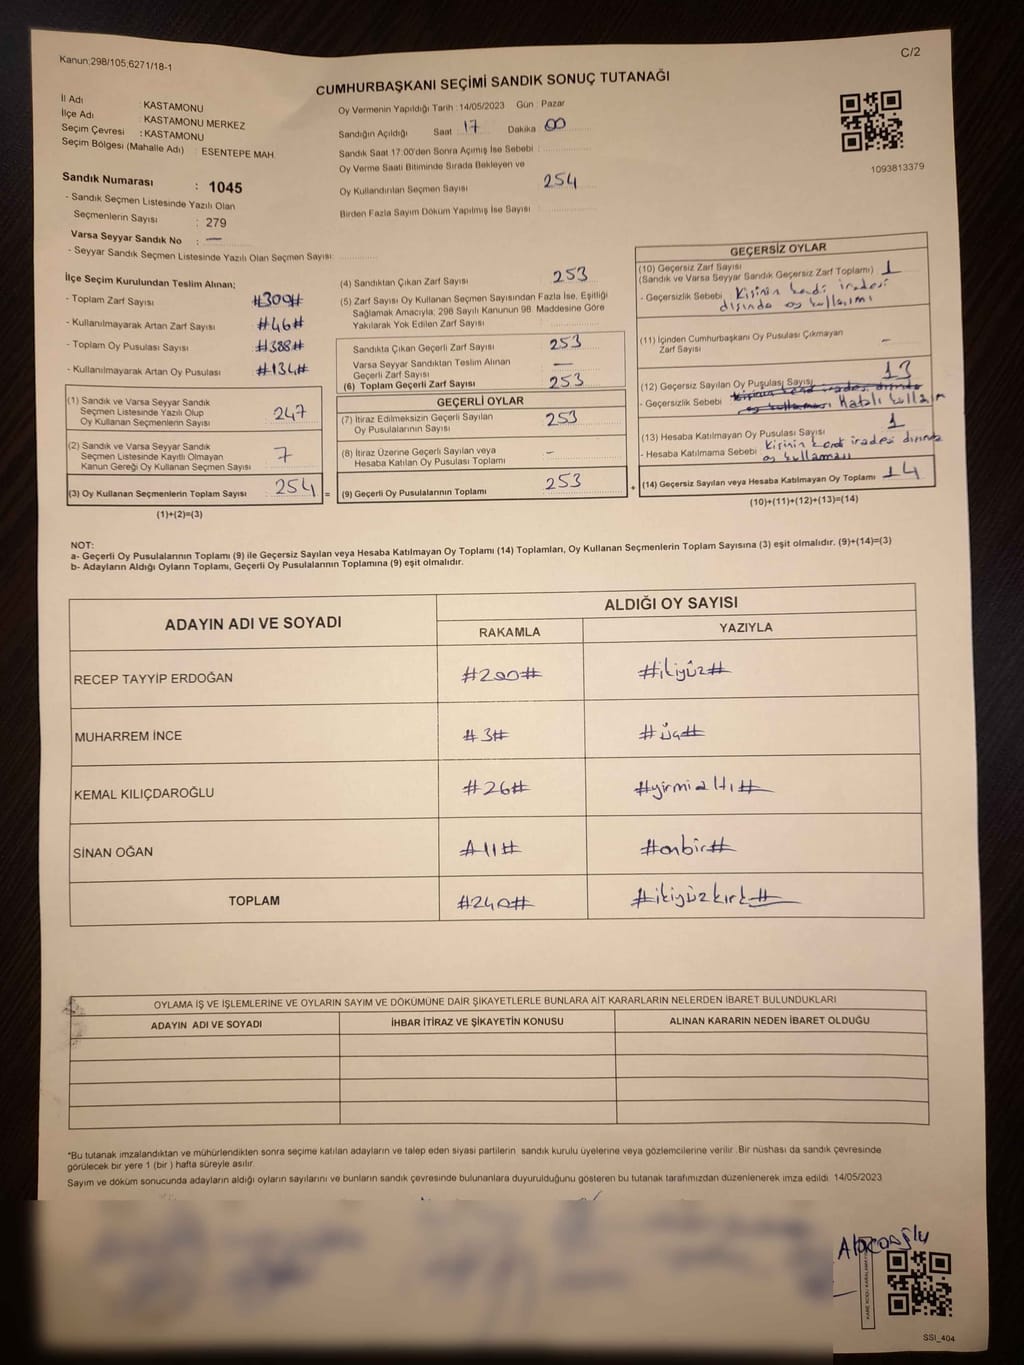 Kanun;298/105;6271/18-1
C/2
CUMHURBAŞKANI SEÇİMİ SANDIK SONUÇ TUTANAĞI
İl Adı : KASTAMONU
İlçe Adı : KASTAMONU MERKEZ
Seçim Çevresi : KASTAMONU
Seçim Bölgesi (Mahalle Adı) : ESENTEPE MAH.
Oy Vermenin Yapıldığı Tarih :14/05/2023 Gün : Pazar
Sandığın Açıldığı Saat 17 Dakika 00
Sandık Saat 17:00'den Sonra Açımış İse Sebebi :
Oy Verme Saati Bitiminde Sırada Bekleyen ve
Oy Kullandırılan Seçmen Sayısı 254
Birden Fazla Sayım Döküm Yapılmış İse Sayısı :
1093813379
Sandık Numarası : 1045
- Sandık Seçmen Listesinde Yazılı Olan
Seçmenlerin Sayısı : 279
Varsa Seyyar Sandık No : —
- Seyyar Sandık Seçmen Listesinde Yazılı Olan Seçmen Sayısı:
İlçe Seçim Kurulundan Teslim Alınan;
- Toplam Zarf Sayısı #300#
- Kullanılmayarak Artan Zarf Sayısı #46#
- Toplam Oy Pusulası Sayısı #388#
- Kullanılmayarak Artan Oy Pusulası #134#
(1) Sandık ve Varsa Seyyar Sandık
Seçmen Listesinde Yazılı Olup
Oy Kullanan Seçmenlerin Sayısı 247
(2) Sandık ve Varsa Seyyar Sandık
Seçmen Listesinde Kayıtlı Olmayan
Kanun Gereği Oy Kullanan Seçmen Sayısı 7
(3) Oy Kullanan Seçmenlerin Toplam Sayısı 254 =
(1)+(2)=(3)
(4) Sandıktan Çıkan Zarf Sayısı 253
(5) Zarf Sayısı Oy Kullanan Seçmen Sayısından Fazla İse, Eşitliği
Sağlamak Amacıyla; 298 Sayılı Kanunun 98. Maddesine Göre
Yakılarak Yok Edilen Zarf Sayısı
Sandıkta Çıkan Geçerli Zarf Sayısı 253
Varsa Seyyar Sandıktan Teslim Alınan
Geçerli Zarf Sayısı —
(6) Toplam Geçerli Zarf Sayısı 253
GEÇERLİ OYLAR
(7) İtiraz Edilmeksizin Geçerli Sayılan
Oy Pusulalarının Sayısı 253
(8) İtiraz Üzerine Geçerli Sayılan veya
Hesaba Katılan Oy Pusulası Toplamı -
(9) Geçerli Oy Pusulalarının Toplamı 253 +
GEÇERSİZ OYLAR
(10) Geçersiz Zarf Sayısı
(Sandık ve Varsa Seyyar Sandık Geçersiz Zarf Toplamı) 1
- Geçersizlik Sebebi Kişinin kendi iradesi
dışında oy kullanımı
(11) İçinden Cumhurbaşkanı Oy Pusulası Çıkmayan
Zarf Sayısı -
(12) Geçersiz Sayılan Oy Pusulası Sayısı 13
- Geçersizlik Sebebi Hatalı kullanım
(13) Hesaba Katılmayan Oy Pusulası Sayısı 1
- Hesaba Katılmama Sebebi Kişinin kendi iradesi dışında
oy kullanması
(14) Geçersiz Sayılan veya Hesaba Katılmayan Oy Toplamı 14
(10)+(11)+(12)+(13)=(14)
NOT:
a- Geçerli Oy Pusulalarının Toplamı (9) ile Geçersiz Sayılan veya Hesaba Katılmayan Oy Toplamı (14) Toplamları, Oy Kullanan Seçmenlerin Toplam Sayısına (3) eşit olmalıdır. (9)+(14)=(3)
b- Adayların Aldığı Oyların Toplamı, Geçerli Oy Pusulalarının Toplamına (9) eşit olmalıdır.
ADAYIN ADI VE SOYADI
ALDIĞI OY SAYISI
RAKAMLA YAZIYLA
RECEP TAYYİP ERDOĞAN #200# #ikiyüz#
MUHARREM İNCE #3# #üç#
KEMAL KILIÇDAROĞLU #26# #yirmialtı#
SİNAN OĞAN #11# #onbir#
TOPLAM #240# #ikiyüzkırk#
OYLAMA İŞ VE İŞLEMLERİNE VE OYLARIN SAYIM VE DÖKÜMÜNE DAİR ŞİKAYETLERLE BUNLARA AİT KARARLARIN NELERDEN İBARET BULUNDUKLARI
ADAYIN ADI VE SOYADI İHBAR İTİRAZ VE ŞİKAYETİN KONUSU ALINAN KARARIN NEDEN İBARET OLDUĞU
*Bu tutanak imzalandıktan ve mühürlendikten sonra seçime katılan adayların ve talep eden siyasi partilerin sandık kurulu üyelerine veya gözlemcilerine verilir. Bir nüshası da sandık çevresinde
görülecek bir yere 1 (bir ) hafta süreyle asılır.
Sayım ve döküm sonucunda adayların aldığı oyların sayılarını ve bunların sandık çevresinde bulunanlara duyurulduğunu gösteren bu tutanak tarafımızdan düzenlenerek imza edildi. 14/05/2023
SSI_404